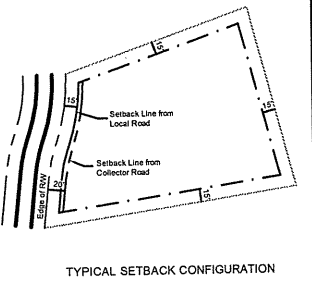 15'
15'
Setback Line from
Local Road
15'
Setback Line from
Collector Road
20'
Edge of R/W
15'
TYPICAL SETBACK CONFIGURATION